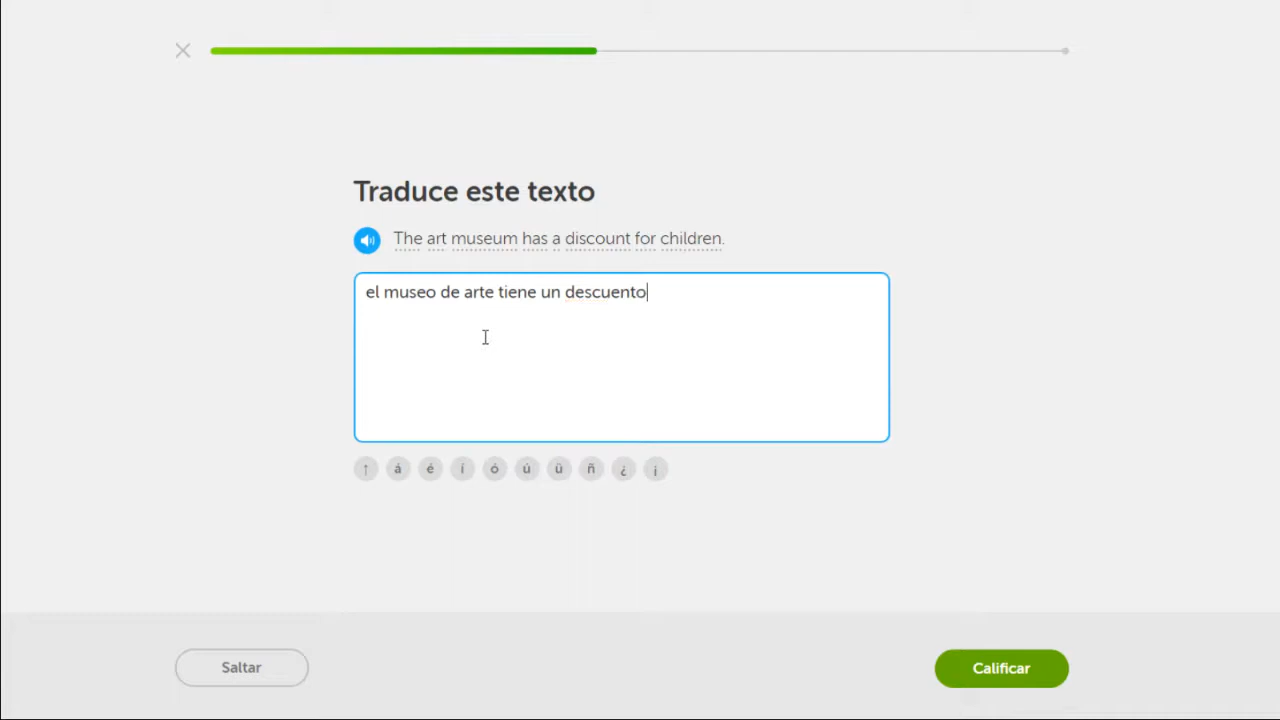 Traduce este texto
The art museum has a discount for children.
el museo de arte tiene un descuento
↑ á é í ó ú ü ñ ¿ ¡
Saltar
Calificar